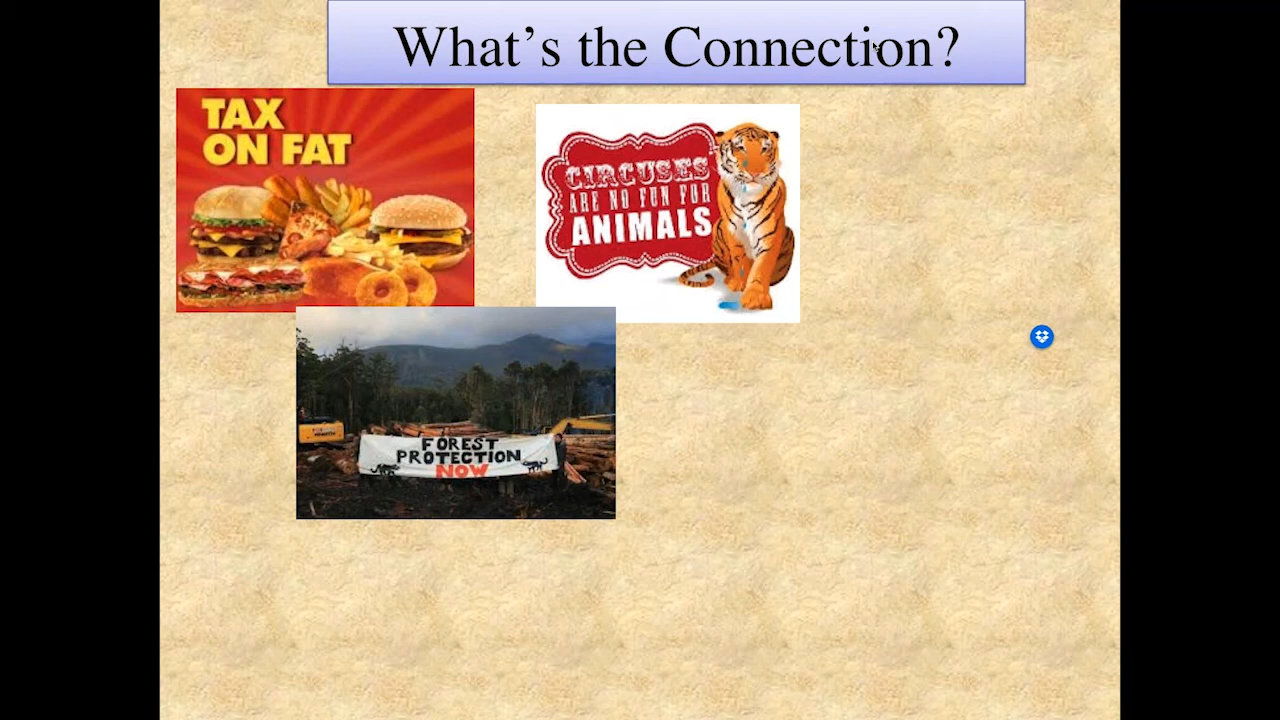 What's the Connection?
TAX
ON FAT
CIRCUSES
ARE NO FUN FOR
ANIMALS
FOREST
PROTECTION
NOW